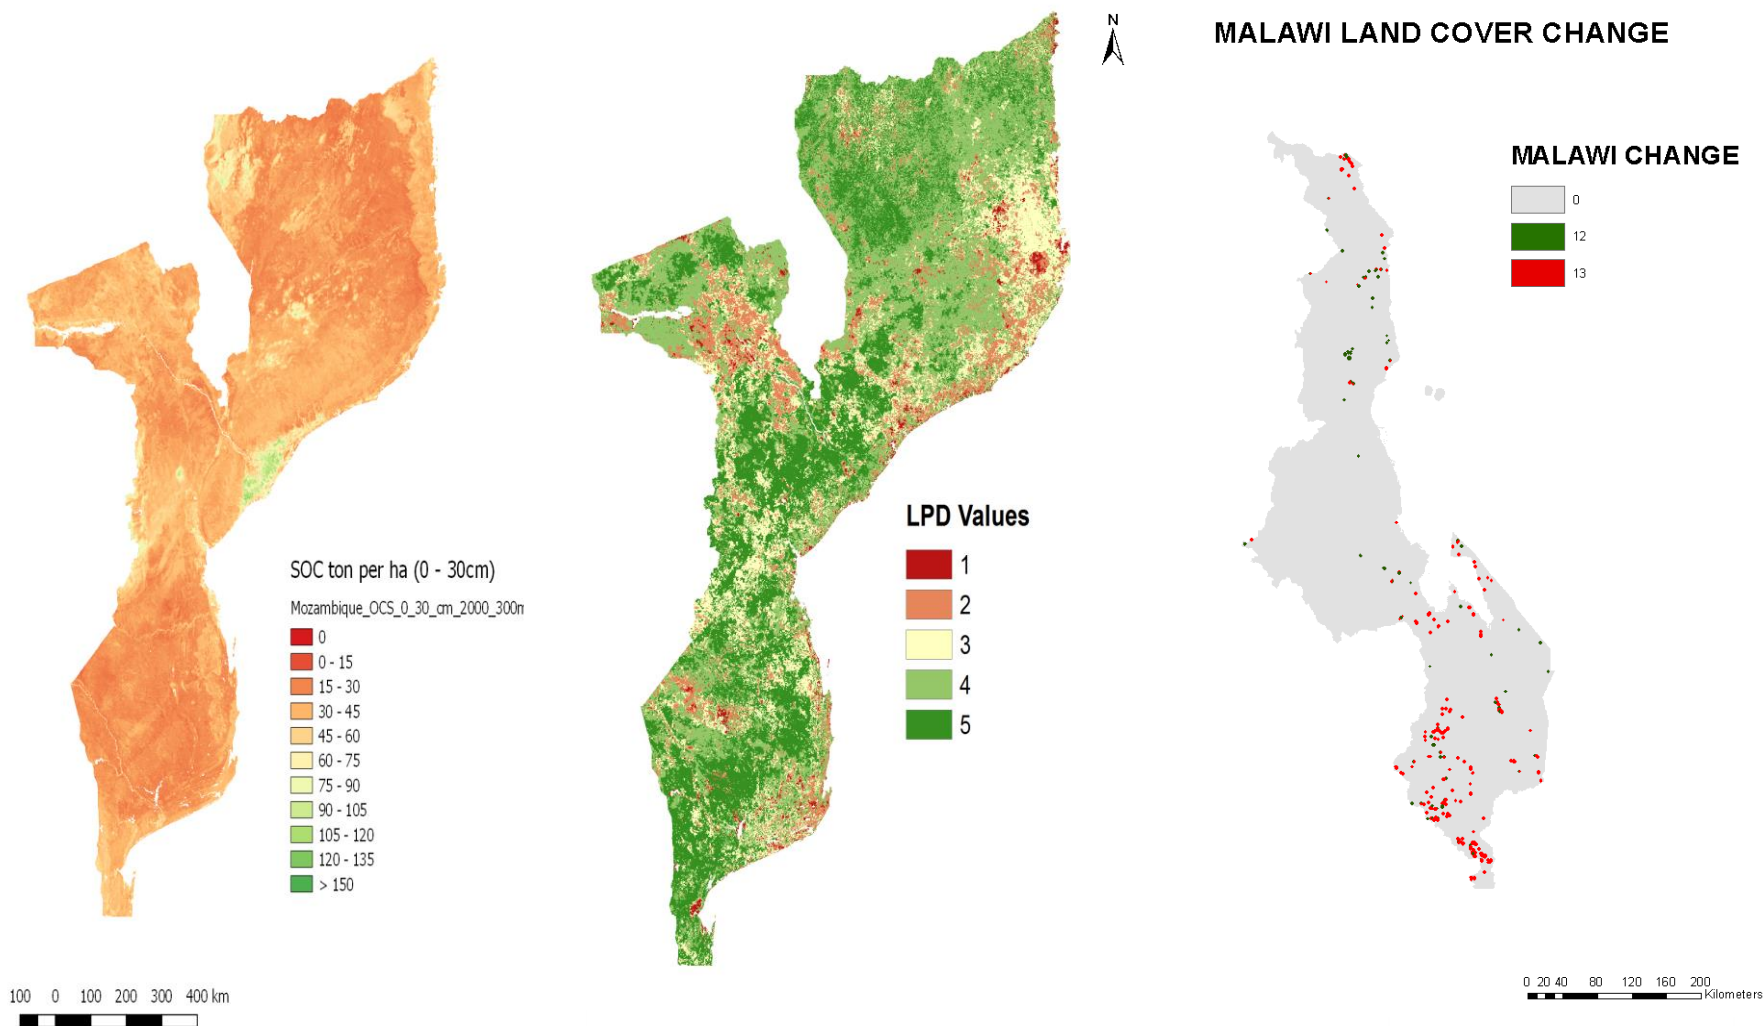 SOC ton per ha (0 - 30cm)
Mozambique_OCS_0_30_cm_2000_300m
0
0 - 15
15 - 30
30 - 45
45 - 60
60 - 75
75 - 90
90 - 105
105 - 120
120 - 135
> 150
100 0 100 200 300 400 km
LPD Values
1
2
3
4
5
N
MALAWI LAND COVER CHANGE
MALAWI CHANGE
0
12
13
0 20 40 80 120 160 200
Kilometers